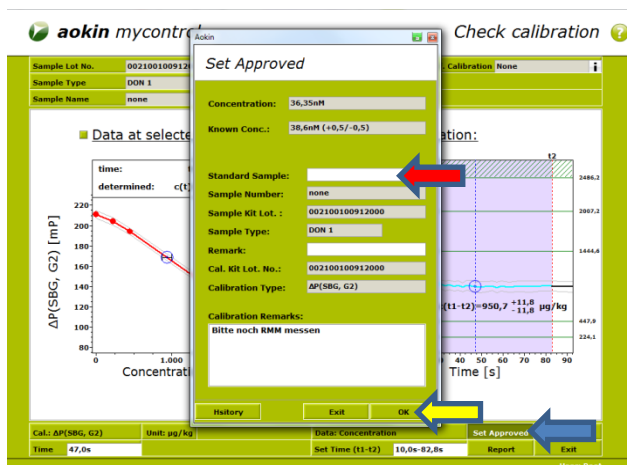 aokin mycontrol
Check calibration
Aokin
Set Approved
Sample Lot No. 00210010091200
Calibration None
i
Sample Type DON 1
Sample Name none
Concentration: 36,35nM
Known Conc.: 38,6nM (+0,5/-0,5)
Standard Sample:
Sample Number: none
Sample Kit Lot. : 002100100912000
Sample Type: DON 1
Remark:
Cal. Kit Lot. No.: 002100100912000
Calibration Type: ΔP(SBG, G2)
Calibration Remarks:
Bitte noch RMM messen
Hsitory Exit OK
Data at selecte
ation:
time:
determined: c(t)
ΔP(SBG, G2) [mP]
220
200
180
160
140
120
100
80
0 1.000
Concentrati
t2
2486,2
2007,2
1444,6
(t1-t2)=950,7 +11,8 -11,8 µg/kg
447,9
224,1
30 40 50 60 70 80 90
Time [s]
Cal.: ΔP(SBG, G2) Unit: µg/kg Data: Concentration Set Approved
Time 47,0s Set Time (t1-t2) 10,0s-82,8s Report Exit